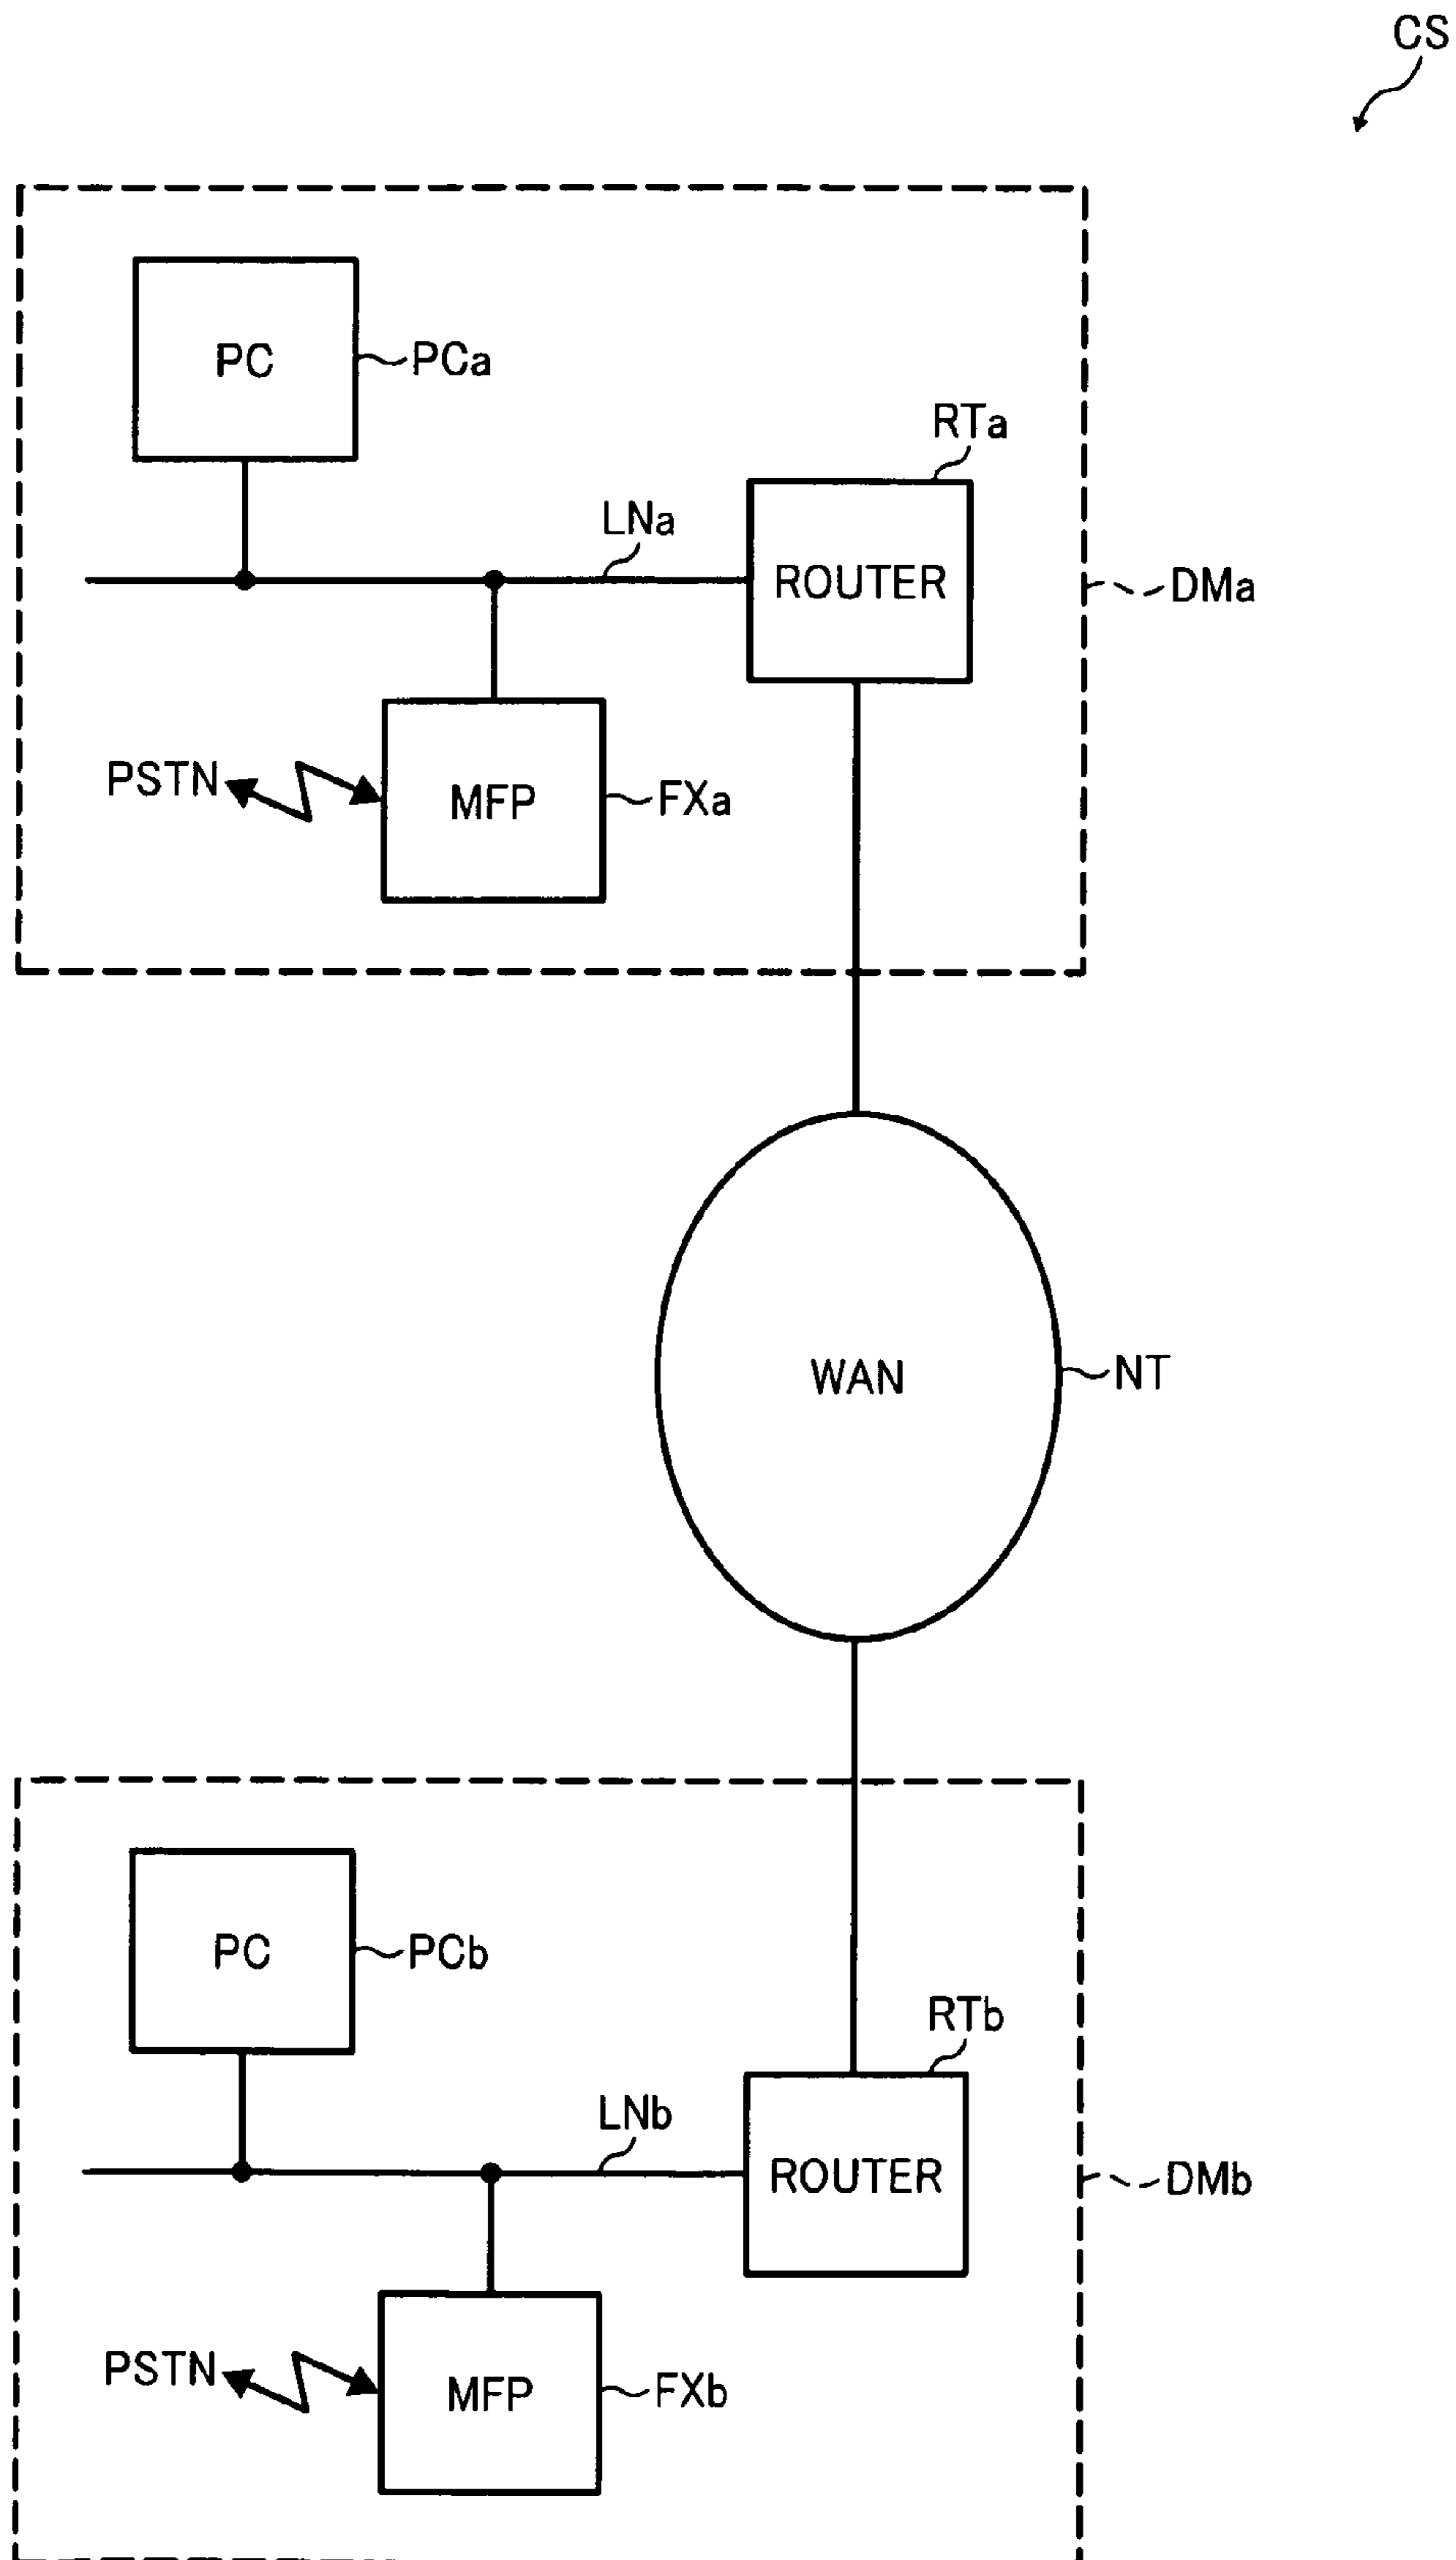 CS
PC
PCa
RTa
LNa
ROUTER
DMa
PSTN
MFP
FXa
WAN
NT
PC
PCb
RTb
LNb
ROUTER
DMb
PSTN
MFP
FXb